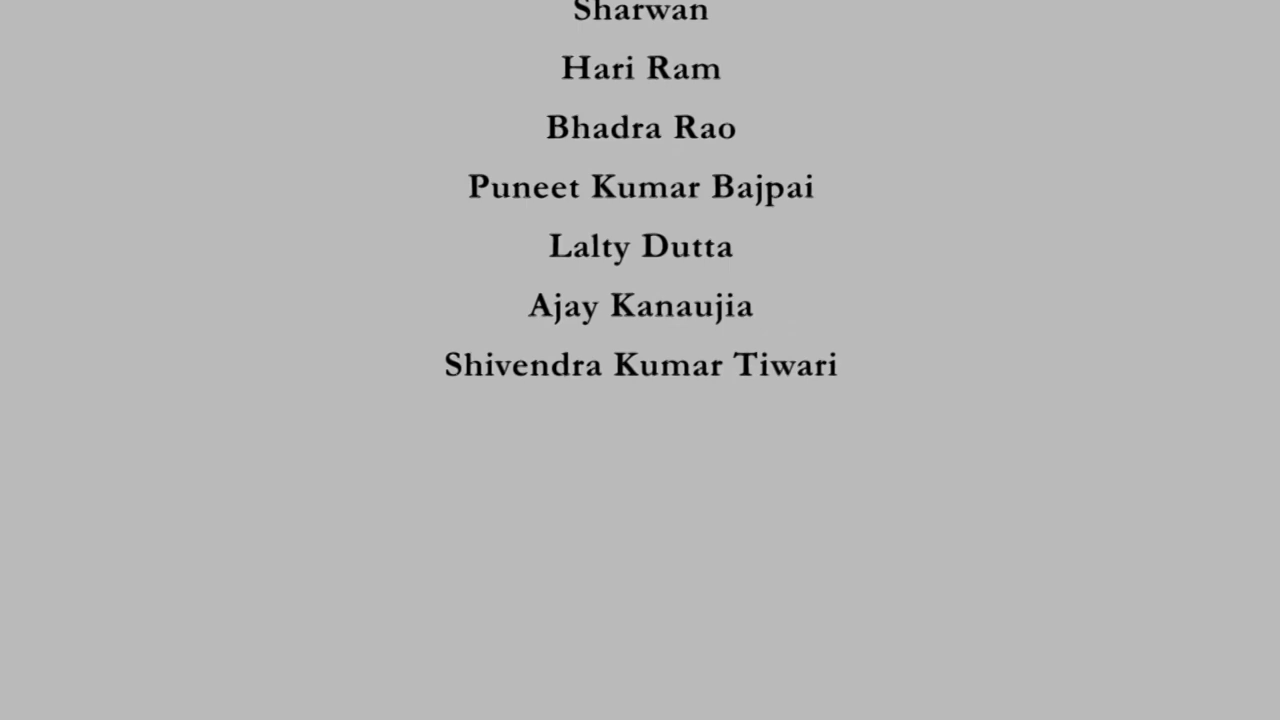 Sharwan
Hari Ram
Bhadra Rao
Puneet Kumar Bajpai
Lalty Dutta
Ajay Kanaujia
Shivendra Kumar Tiwari